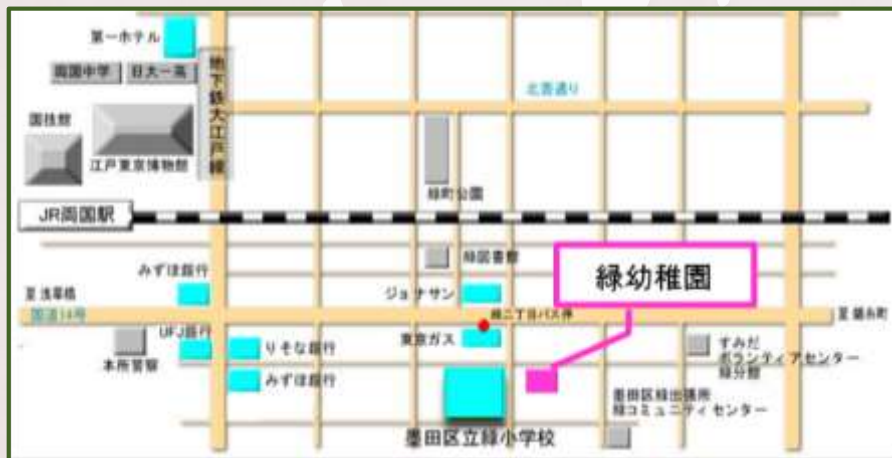 第一ホテル
両国中学
日大一高
地下鉄大江戸線
北斎通り
国技館
江戸東京博物館
緑町公園
JR両国駅
緑図書館
緑幼稚園
みずほ銀行
ジョナサン
至 浅草橋
国道14号
緑二丁目バス停
至 錦糸町
UFJ銀行
本所警察
りそな銀行
東京ガス
すみだ
ボランティアセンター
緑分館
みずほ銀行
墨田区緑出張所
緑コミュニティセンター
墨田区立緑小学校